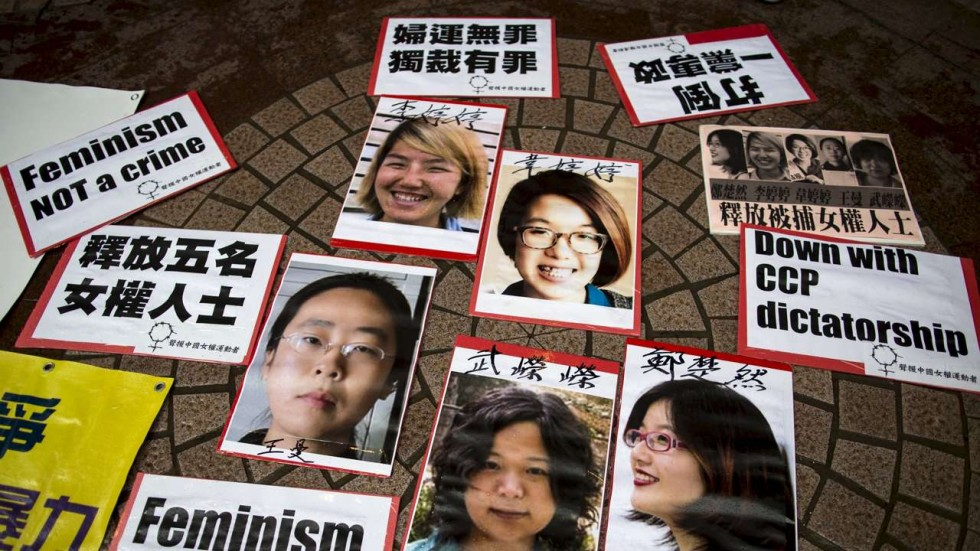 婦運無罪
獨裁有罪
打倒
一黨專政
Feminism
NOT a crime
聲援中國女權運動者
李婷婷
韋婷婷
鄭楚然 李婷婷 韋婷婷 王曼 武嶸嶸
釋放被捕女權人士
釋放五名
女權人士
聲援中國女權運動者
Down with
CCP
dictatorship
聲援中國女權運動者
王曼
武嶸嶸
鄭楚然
爭
暴力
Feminism